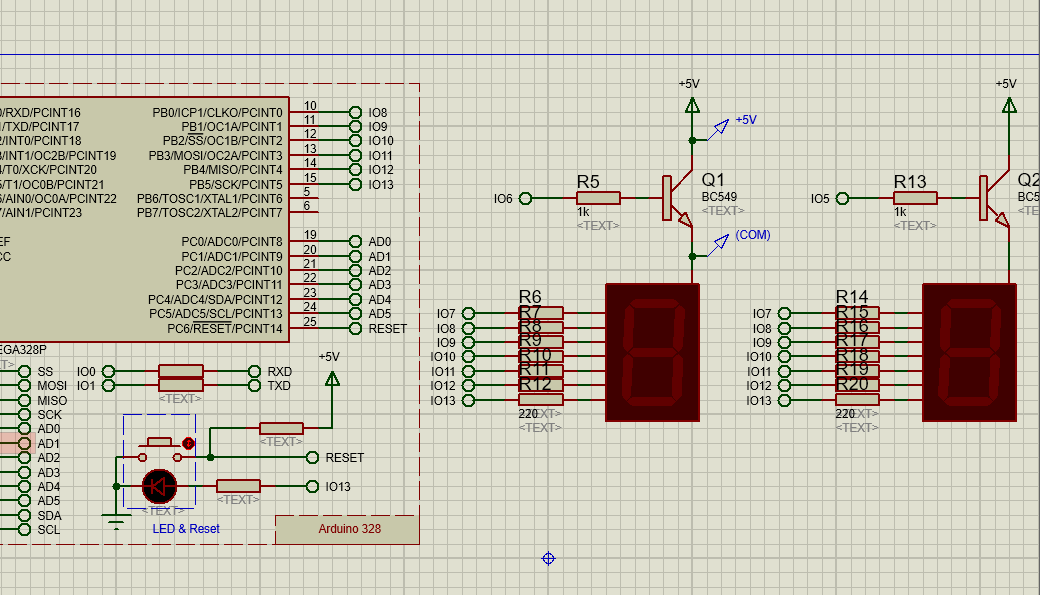 /RXD/PCINT16
/TXD/PCINT17
/INT0/PCINT18
/INT1/OC2B/PCINT19
/T0/XCK/PCINT20
/T1/OC0B/PCINT21
/AIN0/OC0A/PCINT22
/AIN1/PCINT23
EF
CC
PB0/ICP1/CLKO/PCINT0
PB1/OC1A/PCINT1
PB2/SS/OC1B/PCINT2
PB3/MOSI/OC2A/PCINT3
PB4/MISO/PCINT4
PB5/SCK/PCINT5
PB6/TOSC1/XTAL1/PCINT6
PB7/TOSC2/XTAL2/PCINT7
PC0/ADC0/PCINT8
PC1/ADC1/PCINT9
PC2/ADC2/PCINT10
PC3/ADC3/PCINT11
PC4/ADC4/SDA/PCINT12
PC5/ADC5/SCL/PCINT13
PC6/RESET/PCINT14
10 IO8
11 IO9
12 IO10
13 IO11
14 IO12
15 IO13
5
6
19 AD0
20 AD1
21 AD2
22 AD3
23 AD4
24 AD5
25 RESET
EGA328P
SS
MOSI
MISO
SCK
AD0
AD1
AD2
AD3
AD4
AD5
SDA
SCL
IO0 RXD
IO1 TXD
<TEXT>
+5V
<TEXT>
RESET
IO13
<TEXT>
<TEXT>
LED & Reset
Arduino 328
+5V
+5V
IO6
R5
1k
<TEXT>
Q1
BC549
<TEXT>
(COM)
R6
IO7 R7
IO8 R8
IO9 R9
IO10 R10
IO11 R11
IO12 R12
IO13
220
<TEXT>
<TEXT>
+5V
IO5
R13
1k
<TEXT>
Q2
BC5
<TE
R14
IO7 R15
IO8 R16
IO9 R17
IO10 R18
IO11 R19
IO12 R20
IO13
220
<TEXT>
<TEXT>